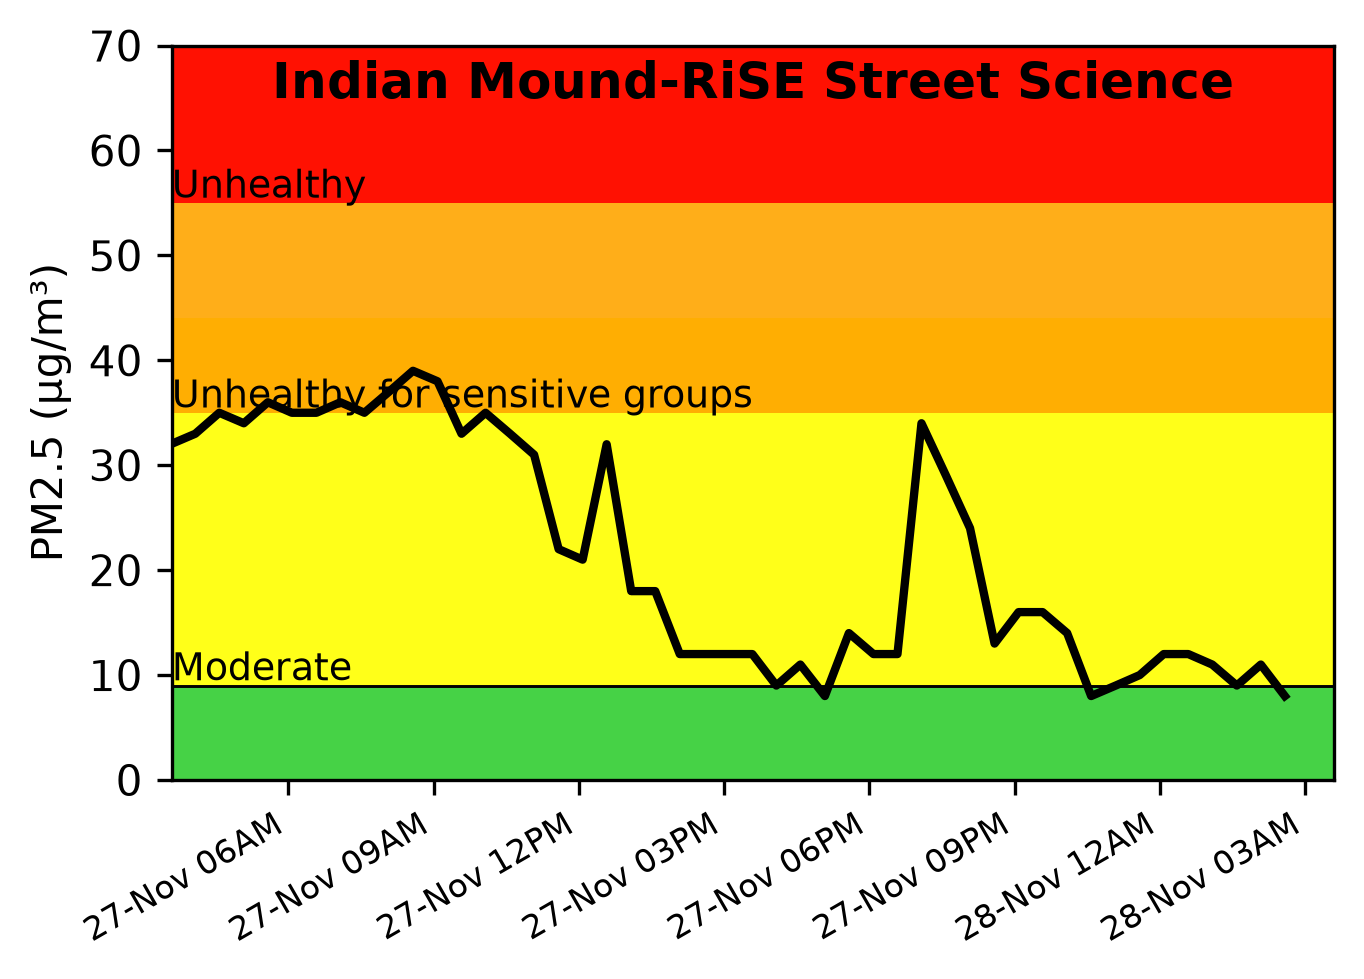 Indian Mound-RiSE Street Science
PM2.5 (µg/m³)
70
60
50
40
30
20
10
0
Unhealthy
Unhealthy for sensitive groups
Moderate
27-Nov 06AM
27-Nov 09AM
27-Nov 12PM
27-Nov 03PM
27-Nov 06PM
27-Nov 09PM
28-Nov 12AM
28-Nov 03AM